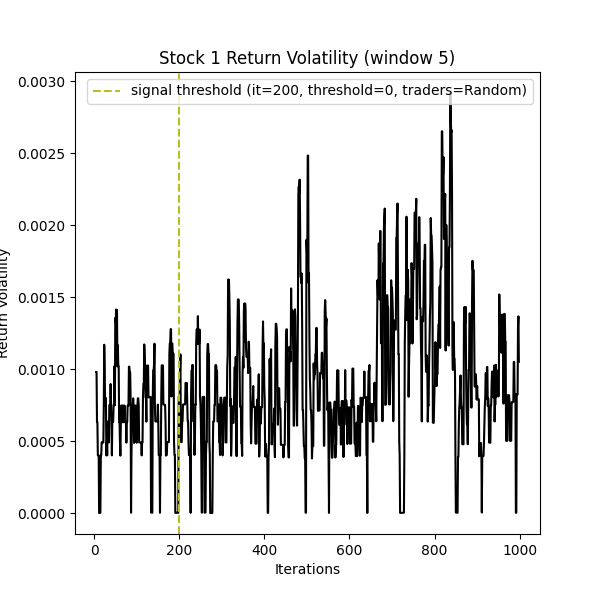 Stock 1 Return Volatility (window 5)
signal threshold (it=200, threshold=0, traders=Random)
0.0030
0.0025
0.0020
0.0015
0.0010
0.0005
0.0000
Return Volatility
0 200 400 600 800 1000
Iterations